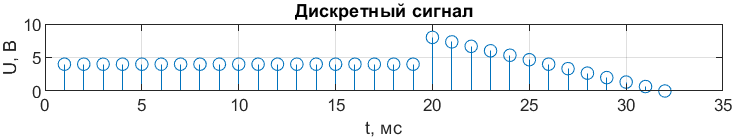 Дискретный сигнал
10
5
0
U, В
0 5 10 15 20 25 30 35
t, мс